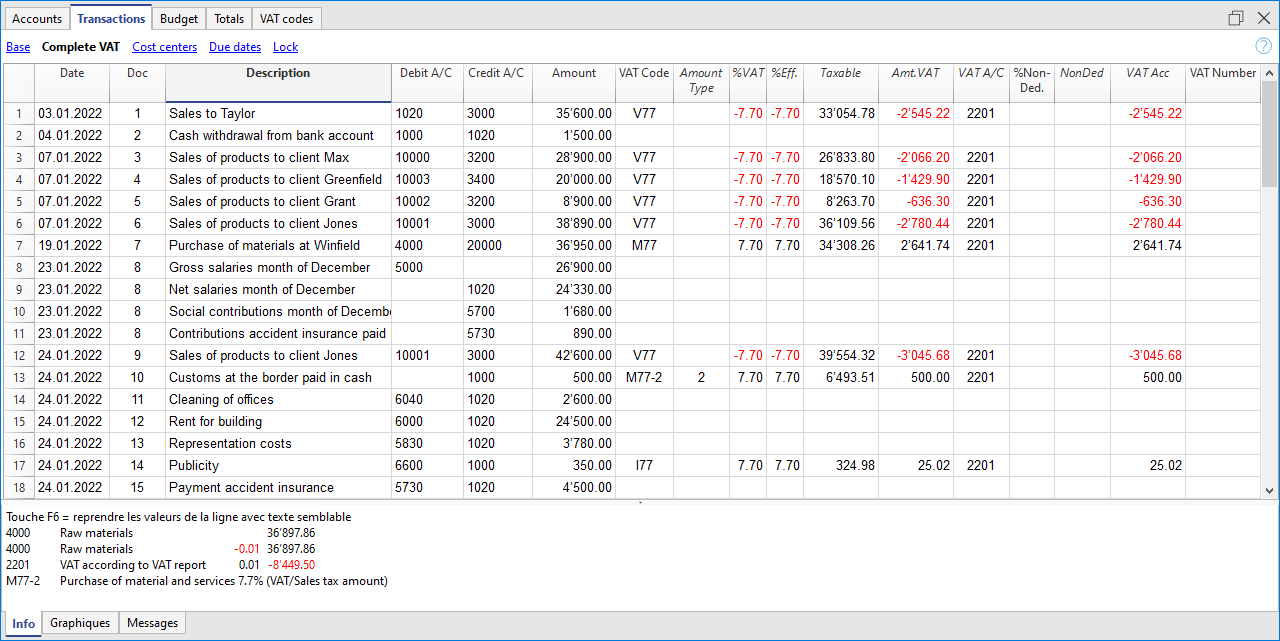 Accounts Transactions Budget Totals VAT codes
Base Complete VAT Cost centers Due dates Lock ?
Date Doc Description Debit A/C Credit A/C Amount VAT Code Amount Type %VAT %Eff. Taxable Amt.VAT VAT A/C %Non-Ded. NonDed VAT Acc VAT Number
1 03.01.2022 1 Sales to Taylor 1020 3000 35'600.00 V77 -7.70 -7.70 33'054.78 -2'545.22 2201 -2'545.22
2 04.01.2022 2 Cash withdrawal from bank account 1000 1020 1'500.00
3 07.01.2022 3 Sales of products to client Max 10000 3200 28'900.00 V77 -7.70 -7.70 26'833.80 -2'066.20 2201 -2'066.20
4 07.01.2022 4 Sales of products to client Greenfield 10003 3400 20'000.00 V77 -7.70 -7.70 18'570.10 -1'429.90 2201 -1'429.90
5 07.01.2022 5 Sales of products to client Grant 10002 3200 8'900.00 V77 -7.70 -7.70 8'263.70 -636.30 2201 -636.30
6 07.01.2022 6 Sales of products to client Jones 10001 3000 38'890.00 V77 -7.70 -7.70 36'109.56 -2'780.44 2201 -2'780.44
7 19.01.2022 7 Purchase of materials at Winfield 4000 20000 36'950.00 M77 7.70 7.70 34'308.26 2'641.74 2201 2'641.74
8 23.01.2022 8 Gross salaries month of December 5000 26'900.00
9 23.01.2022 8 Net salaries month of December 1020 24'330.00
10 23.01.2022 8 Social contributions month of Decemb 5700 1'680.00
11 23.01.2022 8 Contributions accident insurance paid 5730 890.00
12 24.01.2022 9 Sales of products to client Jones 10001 3000 42'600.00 V77 -7.70 -7.70 39'554.32 -3'045.68 2201 -3'045.68
13 24.01.2022 10 Customs at the border paid in cash 1000 500.00 M77-2 2 7.70 7.70 6'493.51 500.00 2201 500.00
14 24.01.2022 11 Cleaning of offices 6040 1020 2'600.00
15 24.01.2022 12 Rent for building 6000 1020 24'500.00
16 24.01.2022 13 Representation costs 5830 1020 3'780.00
17 24.01.2022 14 Publicity 6600 1000 350.00 I77 7.70 7.70 324.98 25.02 2201 25.02
18 24.01.2022 15 Payment accident insurance 5730 1020 4'500.00
Touche F6 = reprendre les valeurs de la ligne avec texte semblable
4000 Raw materials 36'897.86
4000 Raw materials -0.01 36'897.86
2201 VAT according to VAT report 0.01 -8'449.50
M77-2 Purchase of material and services 7.7% (VAT/Sales tax amount)
Info Graphiques Messages